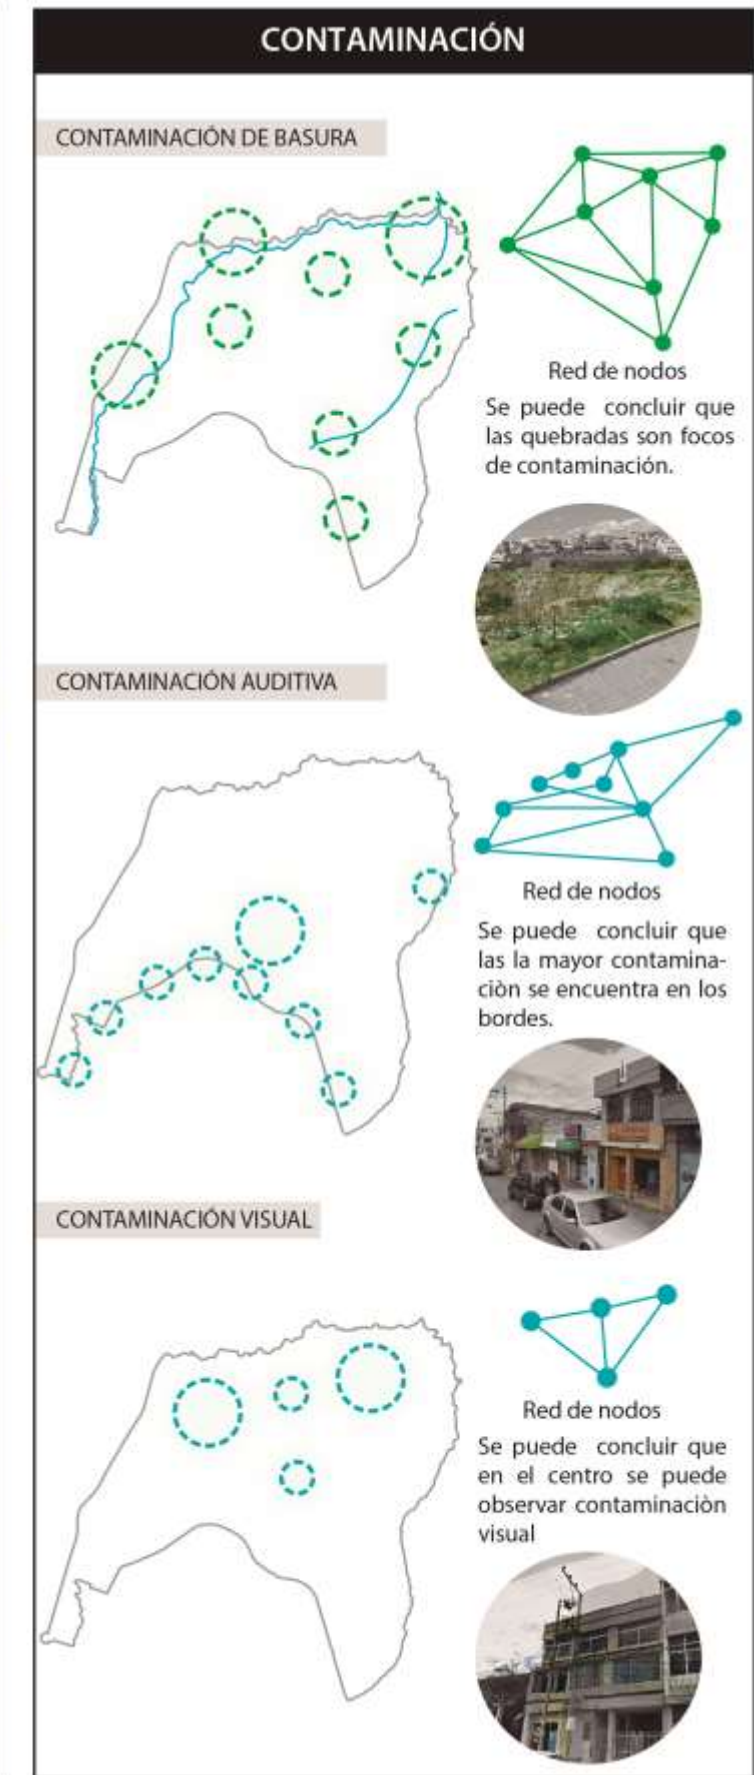 CONTAMINACIÓN
CONTAMINACIÓN DE BASURA
Red de nodos
Se puede concluir que
las quebradas son focos
de contaminación.
CONTAMINACIÓN AUDITIVA
Red de nodos
Se puede concluir que
las la mayor contamina-
ciòn se encuentra en los
bordes.
CONTAMINACIÓN VISUAL
Red de nodos
Se puede concluir que
en el centro se puede
observar contaminaciòn
visual